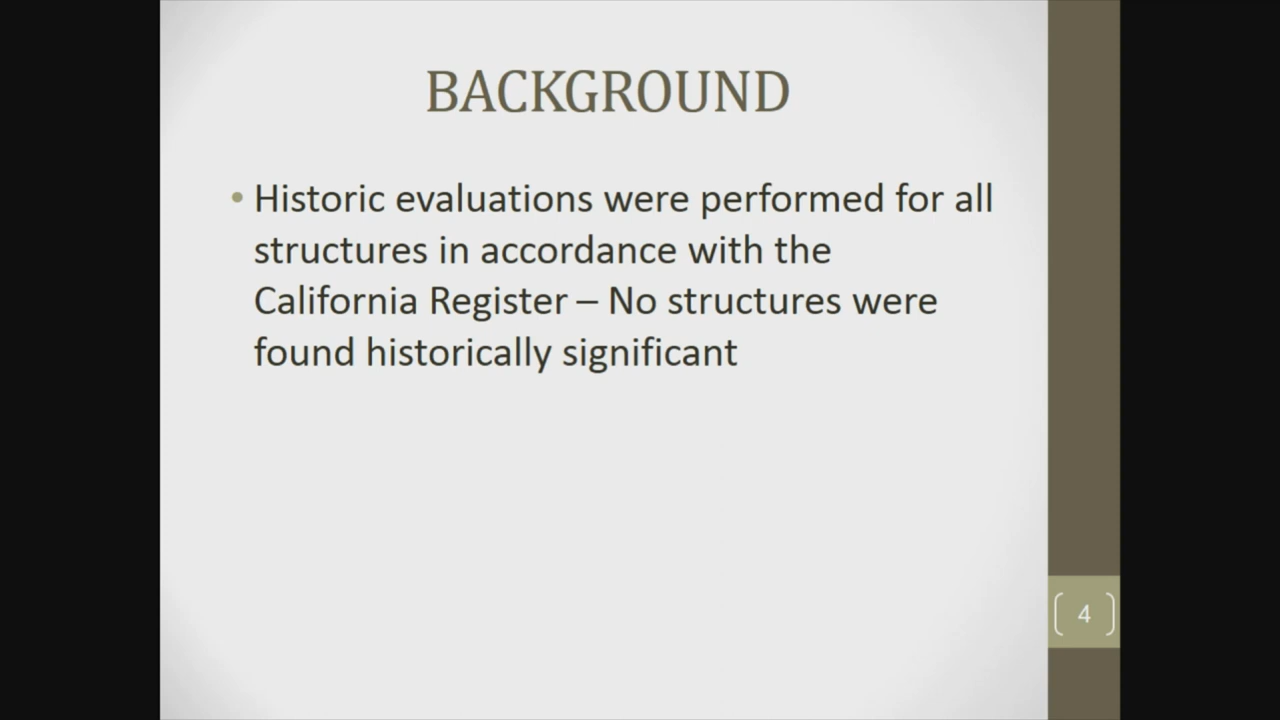 BACKGROUND
• Historic evaluations were performed for all
structures in accordance with the
California Register – No structures were
found historically significant
4